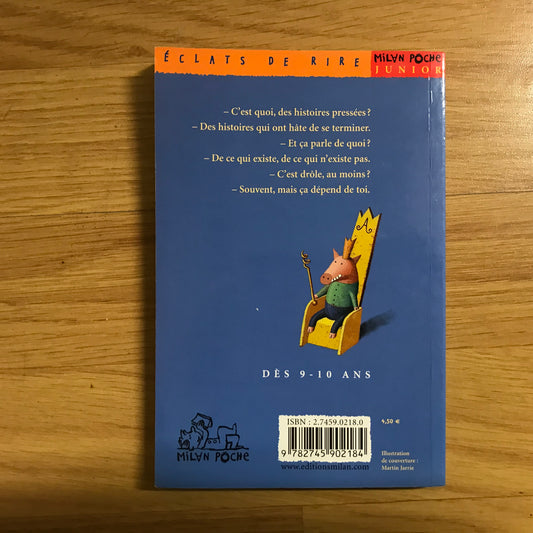 ÉCLATS DE RIRE
MILAN POCHE
JUNIOR
– C'est quoi, des histoires pressées ?
– Des histoires qui ont hâte de se terminer.
– Et ça parle de quoi ?
– De ce qui existe, de ce qui n'existe pas.
– C'est drôle, au moins ?
– Souvent, mais ça dépend de toi.
A
DÈS 9-10 ANS
ISBN : 2.7459.0218.0
4,50 €
9 782745 902184
www.editionsmilan.com
MILAN POCHE
Illustration
de couverture :
Martin Jarrie